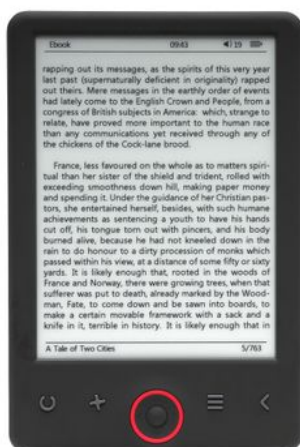 Ebook 09:43 19
rapping out its messages, as the spirits of this very year
last past (supernaturally deficient in originality) rapped
out theirs. Mere messages in the earthly order of events
had lately come to the English Crown and People, from a
congress of British subjects in America: which, strange to
relate, have proved more important to the human race
than any communications yet received through any of
the chickens of the Cock-lane brood.
France, less favoured on the whole as to matters spiri-
tual than her sister of the shield and trident, rolled with
exceeding smoothness down hill, making paper money
and spending it. Under the guidance of her Christian pas-
tors, she entertained herself, besides, with such humane
achievements as sentencing a youth to have his hands
cut off, his tongue torn out with pincers, and his body
burned alive, because he had not kneeled down in the
rain to do honour to a dirty procession of monks which
passed within his view, at a distance of some fifty or sixty
yards. It is likely enough that, rooted in the woods of
France and Norway, there were growing trees, when that
sufferer was put to death, already marked by the Wood-
man, Fate, to come down and be sawn into boards, to
make a certain movable framework with a sack and a
knife in it, terrible in history. It is likely enough that in
A Tale of Two Cities 5/763